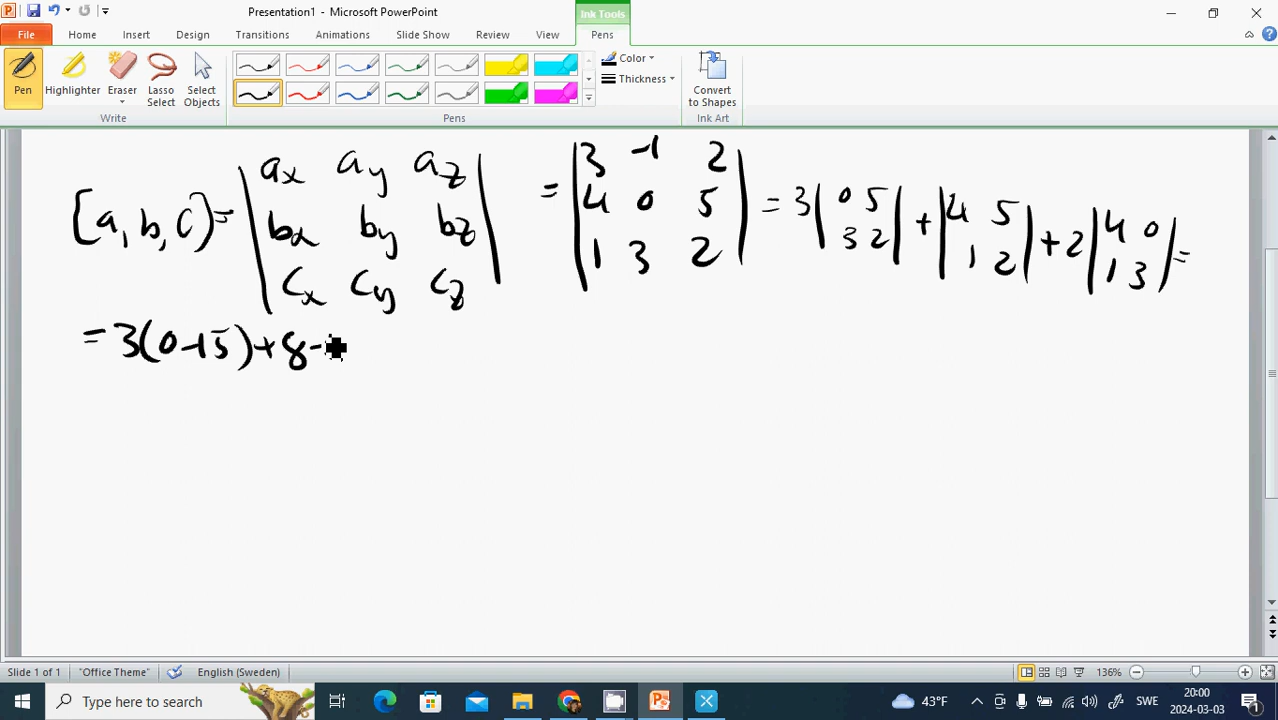 Presentation1 - Microsoft PowerPoint
Ink Tools
File Home Insert Design Transitions Animations Slide Show Review View Pens
Pen Highlighter Eraser Lasso Select Select Objects
Color
Thickness
Convert to Shapes
Write Pens Ink Art
[a, b, c] = | ax ay az | = | 3 -1 2 | = 3 | 0 5 | + | 4 5 | + 2 | 4 0 | =
| bx by bz | | 4 0 5 | | 3 2 | | 1 2 | | 1 3 |
| cx cy cz | | 1 3 2 |
= 3(0-15)+8-
Slide 1 of 1 "Office Theme" English (Sweden) 136%
Type here to search 43°F SWE 20:00
2024-03-03 1